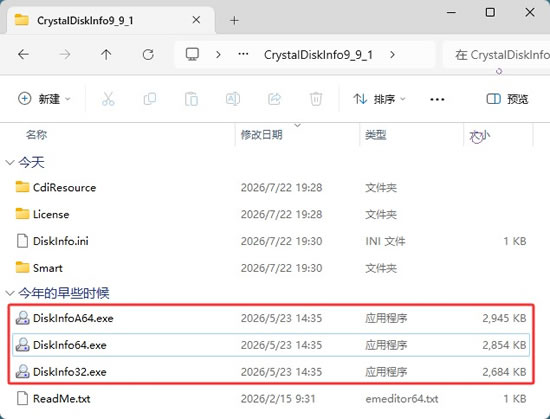 CrystalDiskInfo9_9_1
CrystalDiskInfo9_9_1 在 CrystalDiskInfo
新建 排序 预览
名称 修改日期 类型 大小
今天
CdiResource 2026/7/22 19:28 文件夹
License 2026/7/22 19:28 文件夹
DiskInfo.ini 2026/7/22 19:30 INI 文件 1 KB
Smart 2026/7/22 19:30 文件夹
今年的早些时候
DiskInfoA64.exe 2026/5/23 14:35 应用程序 2,945 KB
DiskInfo64.exe 2026/5/23 14:35 应用程序 2,854 KB
DiskInfo32.exe 2026/5/23 14:35 应用程序 2,684 KB
ReadMe.txt 2026/2/15 9:31 emeditor64.txt 1 KB